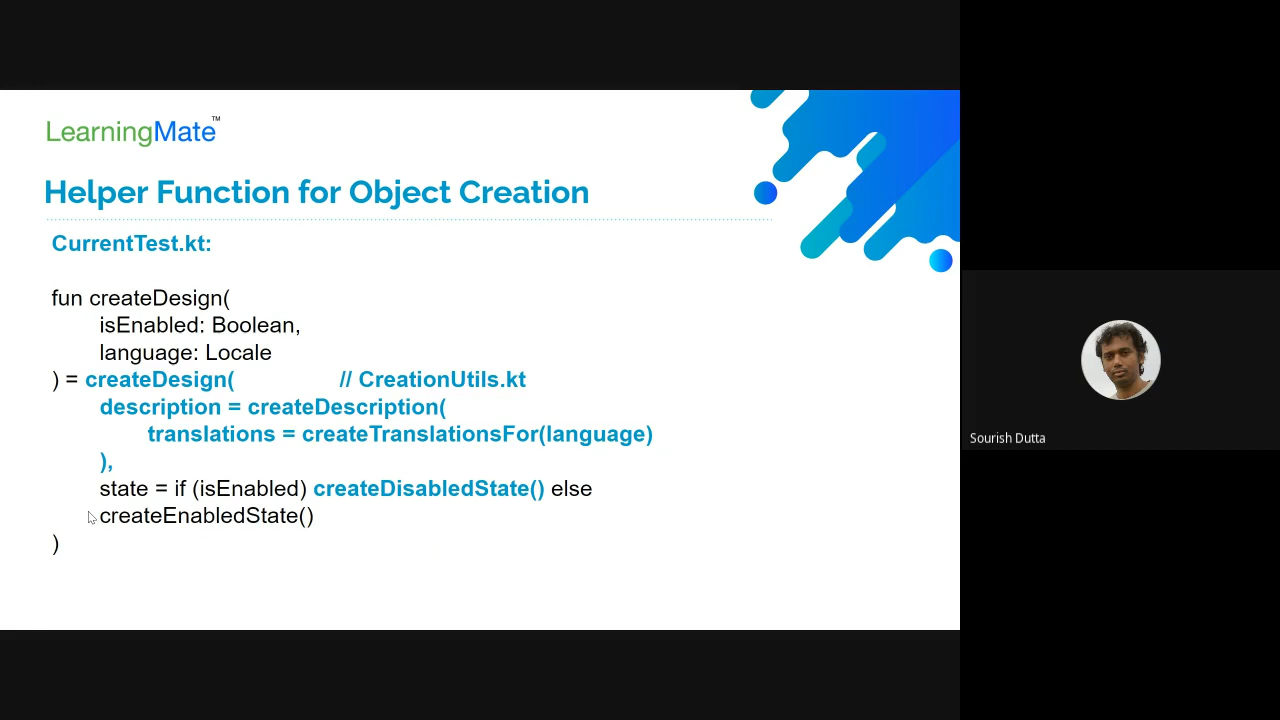 LearningMate™
Helper Function for Object Creation
CurrentTest.kt:
fun createDesign(
isEnabled: Boolean,
language: Locale
) = createDesign( // CreationUtils.kt
description = createDescription(
translations = createTranslationsFor(language)
),
state = if (isEnabled) createDisabledState() else
createEnabledState()
)
Sourish Dutta